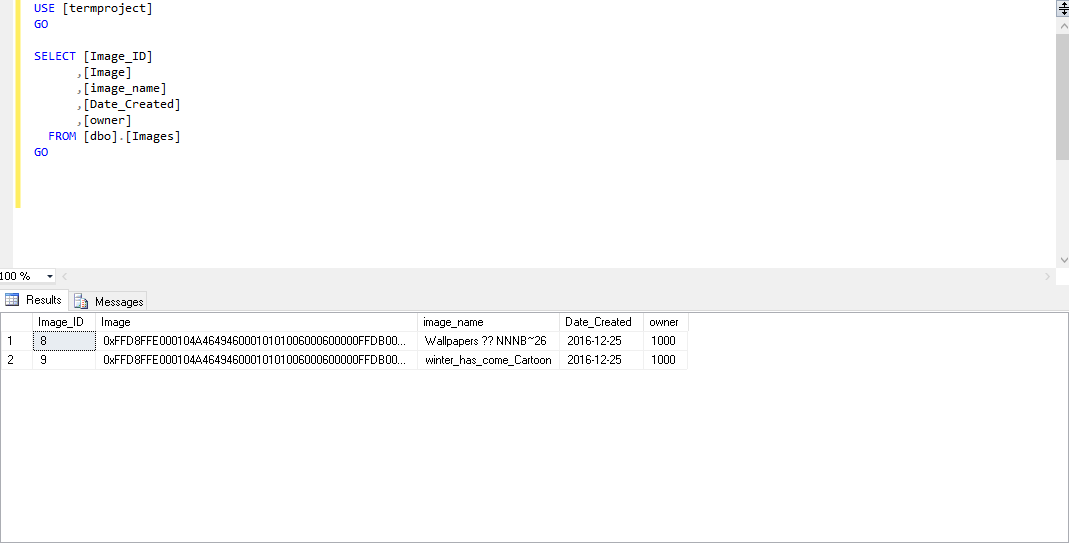 USE [termproject]
GO
SELECT [Image_ID]
,[Image]
,[image_name]
,[Date_Created]
,[owner]
FROM [dbo].[Images]
GO
100 %
Results Messages
Image_ID Image image_name Date_Created owner
1 8 0xFFD8FFE000104A46494600010101006000600000FFDB00... Wallpapers ?? NNNB~26 2016-12-25 1000
2 9 0xFFD8FFE000104A46494600010101006000600000FFDB00... winter_has_come_Cartoon 2016-12-25 1000